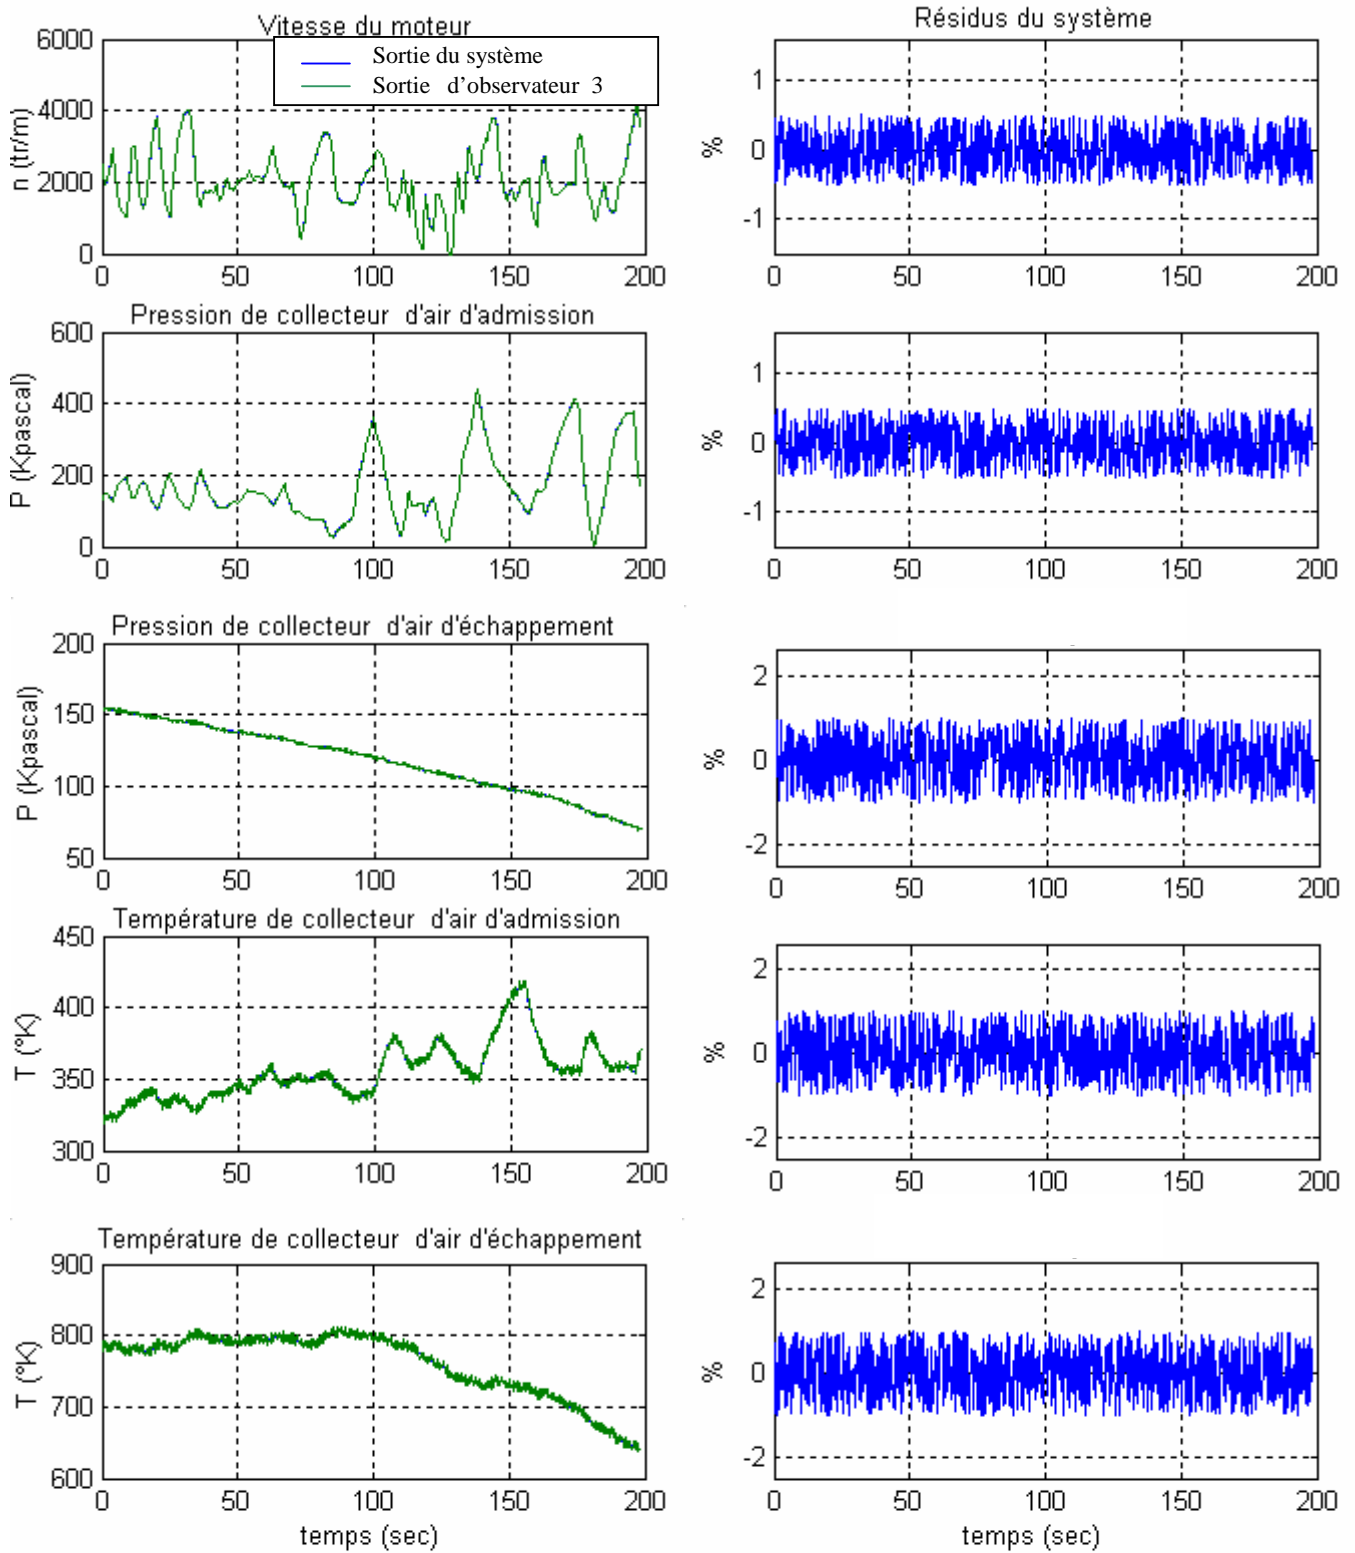 Vitesse du moteur
Sortie du système
Sortie d'observateur 3
n (tr/m)
6000
4000
2000
0
0 50 100 150 200
Résidus du système
%
1
0
-1
0 50 100 150 200
Pression de collecteur d'air d'admission
P (Kpascal)
600
400
200
0
0 50 100 150 200
%
1
0
-1
0 50 100 150 200
Pression de collecteur d'air d'échappement
P (Kpascal)
200
150
100
50
0 50 100 150 200
%
2
0
-2
0 50 100 150 200
Température de collecteur d'air d'admission
T (°K)
450
400
350
300
0 50 100 150 200
%
2
0
-2
0 50 100 150 200
Température de collecteur d'air d'échappement
T (°K)
900
800
700
600
0 50 100 150 200
temps (sec)
%
2
0
-2
0 50 100 150 200
temps (sec)